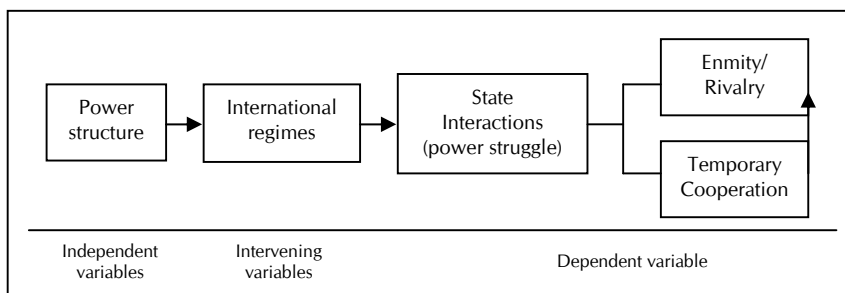 Power
structure
International
regimes
State
Interactions
(power struggle)
Enmity/
Rivalry
Temporary
Cooperation
Independent
variables
Intervening
variables
Dependent variable